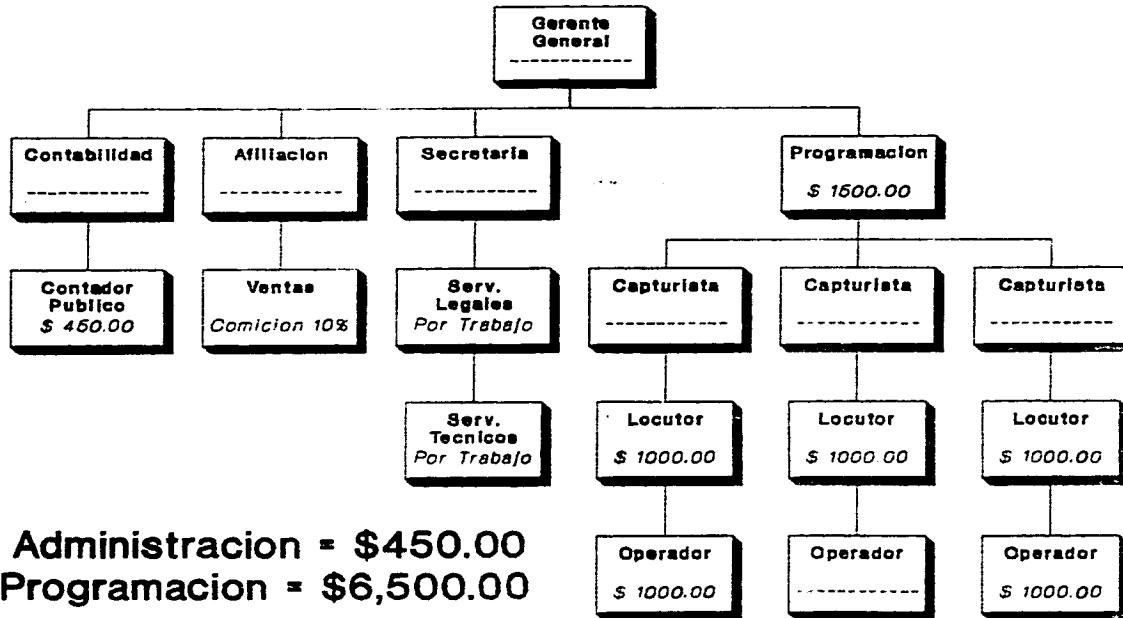 Gerente
General
-------------
Contabilidad
-------------
Afiliacion
-------------
Secretaria
-------------
Programacion
$ 1500.00
Contador
Publico
$ 450.00
Ventas
Comicion 10%
Serv.
Legales
Por Trabajo
Capturista
-------------
Capturista
-------------
Capturista
-------------
Serv.
Tecnicos
Por Trabajo
Locutor
$ 1000.00
Locutor
$ 1000.00
Locutor
$ 1000.00
Operador
$ 1000.00
Operador
-------------
Operador
$ 1000.00
Administracion = $450.00
Programacion = $6,500.00